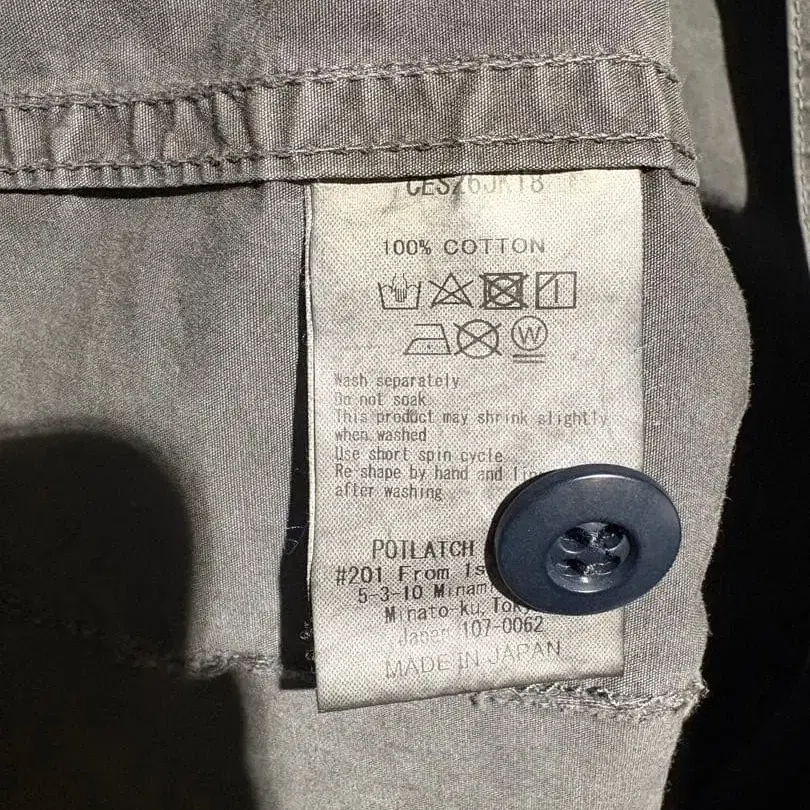 CES26JK18
100% COTTON
W
Wash separately
Do not soak
This product may shrink slightly
when washed
Use short spin cycle
Re-shape by hand and
after washing
POTLATCH
#201 From 1s
5-3-10 Minam
Minato-ku, Tok
Japan 107-0062
MADE IN JAPAN